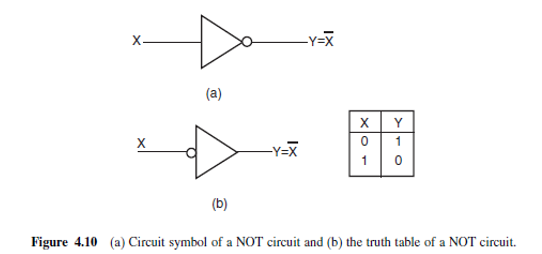 X Y=X̅
(a)
X Y=X̅
X Y
0 1
1 0
(b)
Figure 4.10 (a) Circuit symbol of a NOT circuit and (b) the truth table of a NOT circuit.